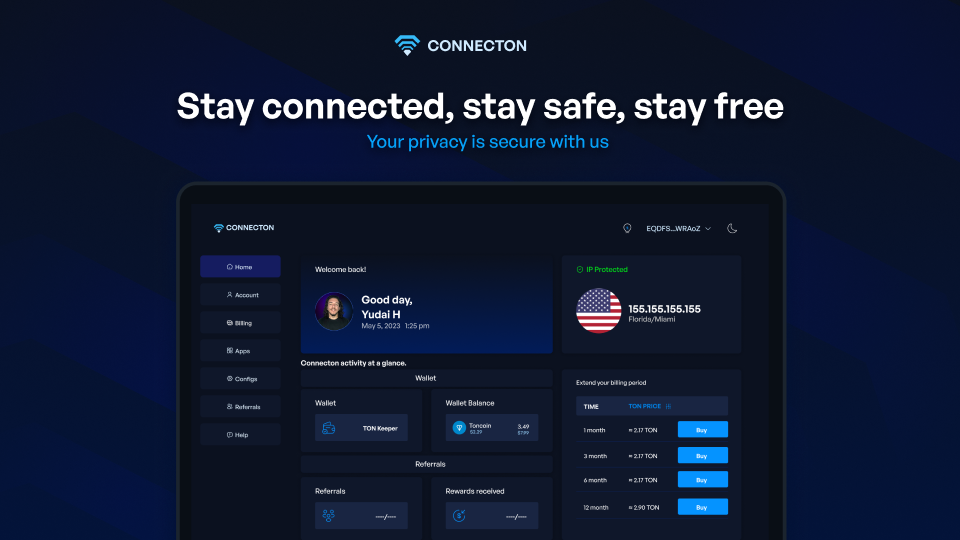 CONNECTON
Stay connected, stay safe, stay free
Your privacy is secure with us
CONNECTON
EQDFS...WRAoZ
Home
Account
Billing
Apps
Configs
Referrals
Help
Welcome back!
Good day,
Yudai H
May 5, 2023 1:25 pm
IP Protected
155.155.155.155
Florida/Miami
Connecton activity at a glance.
Wallet
Wallet
TON Keeper
Wallet Balance
Toncoin
$2.39
3.49
$7.99
Referrals
Referrals
----/---
Rewards received
----/---
Extend your billing period
TIME
TON PRICE
1 month
≈ 2.17 TON
Buy
3 month
≈ 2.17 TON
Buy
6 month
≈ 2.17 TON
Buy
12 month
≈ 2.90 TON
Buy